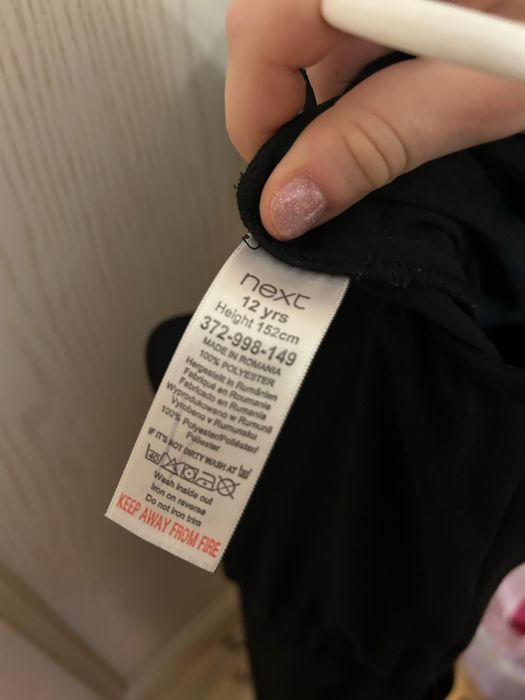 next
12 yrs
Height 152cm
372-998-149
MADE IN ROMANIA
100% POLYESTER
Hergestellt in Rumänien
Fabriqué en Roumanie
Fabricado en Rumania
Wyprodukowano w Rumunii
Vyrobeno v Rumunsku
100% Polyester/Poliéster/
Poliester
IF IT'S NOT DIRTY WASH AT
40
Wash inside out
Iron on reverse
Do not iron trim
KEEP AWAY FROM FIRE